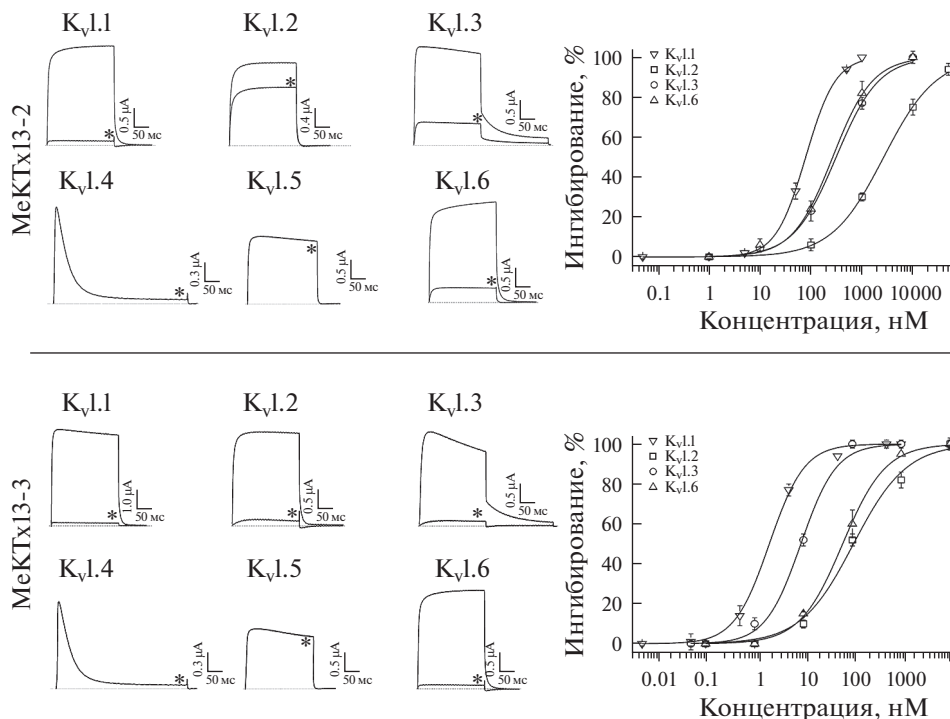 MeKTx13-2
Kᵥ1.1
0.5 μA
50 мс
*
Kᵥ1.2
0.4 μA
50 мс
*
Kᵥ1.3
0.5 μA
50 мс
*
Kᵥ1.4
0.3 μA
50 мс
*
Kᵥ1.5
0.5 μA
50 мс
*
Kᵥ1.6
0.5 μA
50 мс
*
Ингибирование, %
100
80
60
40
20
0
Kᵥ1.1
Kᵥ1.2
Kᵥ1.3
Kᵥ1.6
0.1 1 10 100 1000 10000
Концентрация, нМ
MeKTx13-3
Kᵥ1.1
1.0 μA
50 мс
*
Kᵥ1.2
0.5 μA
50 мс
*
Kᵥ1.3
0.5 μA
50 мс
*
Kᵥ1.4
0.3 μA
50 мс
*
Kᵥ1.5
0.5 μA
50 мс
*
Kᵥ1.6
0.5 μA
50 мс
*
Ингибирование, %
100
80
60
40
20
0
Kᵥ1.1
Kᵥ1.2
Kᵥ1.3
Kᵥ1.6
0.01 0.1 1 10 100 1000
Концентрация, нМ